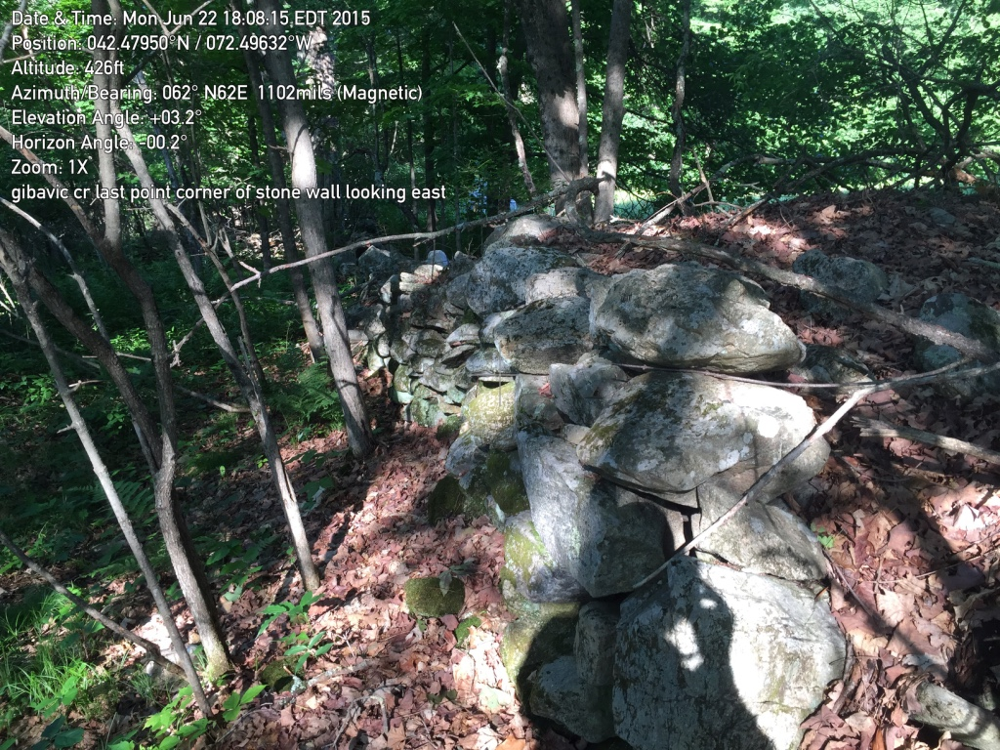 Date & Time: Mon Jun 22 18:08:15 EDT 2015
Position: 042.47950°N / 072.49632°W
Altitude: 426ft
Azimuth/Bearing: 062° N62E 1102mils (Magnetic)
Elevation Angle: +03.2°
Horizon Angle: -00.2°
Zoom: 1X
gibavic cr last point corner of stone wall looking east